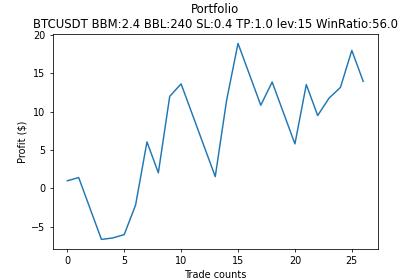 Portfolio
BTCUSDT BBM:2.4 BBL:240 SL:0.4 TP:1.0 lev:15 WinRatio:56.0
20
15
10
5
0
−5
Profit ($)
0 5 10 15 20 25
Trade counts